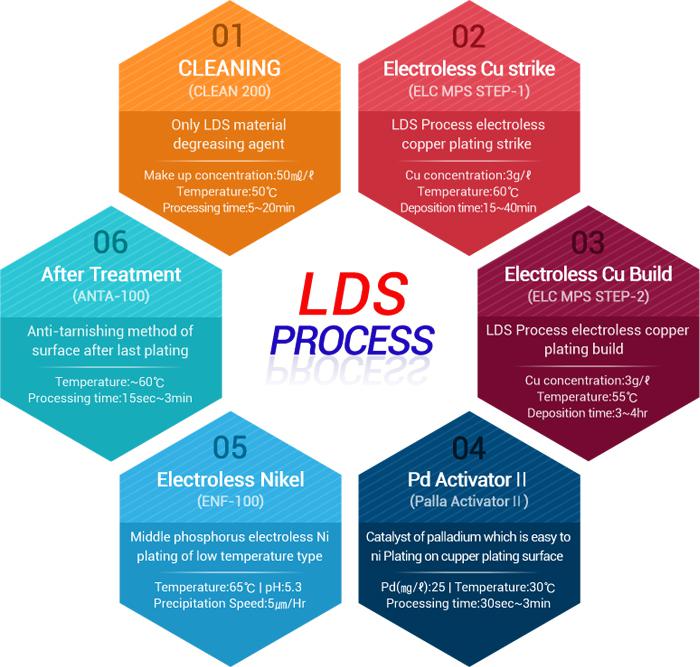 01
CLEANING
(CLEAN 200)
Only LDS material
degreasing agent
Make up concentration:50㎖/ℓ
Temperature:50℃
Processing time:5~20min
02
Electroless Cu strike
(ELC MPS STEP-1)
LDS Process electroless
copper plating strike
Cu concentration:3g/ℓ
Temperature:60℃
Deposition time:15~40min
03
Electroless Cu Build
(ELC MPS STEP-2)
LDS Process electroless copper
plating build
Cu concentration:3g/ℓ
Temperature:55℃
Deposition time:3~4hr
04
Pd Activator II
(Palla Activator II)
Catalyst of palladium which is easy to
ni Plating on cupper plating surface
Pd(㎎/ℓ):25 | Temperature:30℃
Processing time:30sec~3min
05
Electroless Nikel
(ENF-100)
Middle phosphorus electroless Ni
plating of low temperature type
Temperature:65℃ | pH:5.3
Precipitation Speed:5㎛/Hr
06
After Treatment
(ANTA-100)
Anti-tarnishing method of
surface after last plating
Temperature:~60℃
Processing time:15sec~3min
LDS
PROCESS